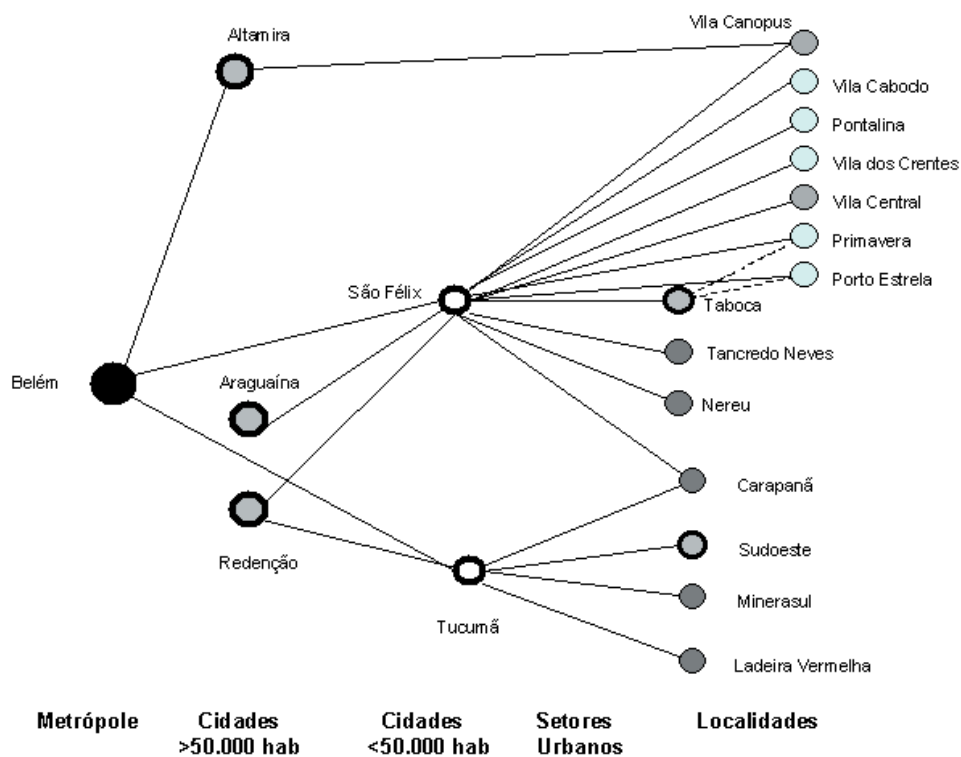 Vila Canopus
Altamira
Vila Caboclo
Pontalina
Vila dos Crentes
Vila Central
Primavera
Porto Estrela
São Félix
Taboca
Tancredo Neves
Belém
Araguaína
Nereu
Carapanã
Redenção
Sudoeste
Minerasul
Tucumã
Ladeira Vermelha
Metrópole Cidades Cidades Setores Localidades
>50.000 hab <50.000 hab Urbanos